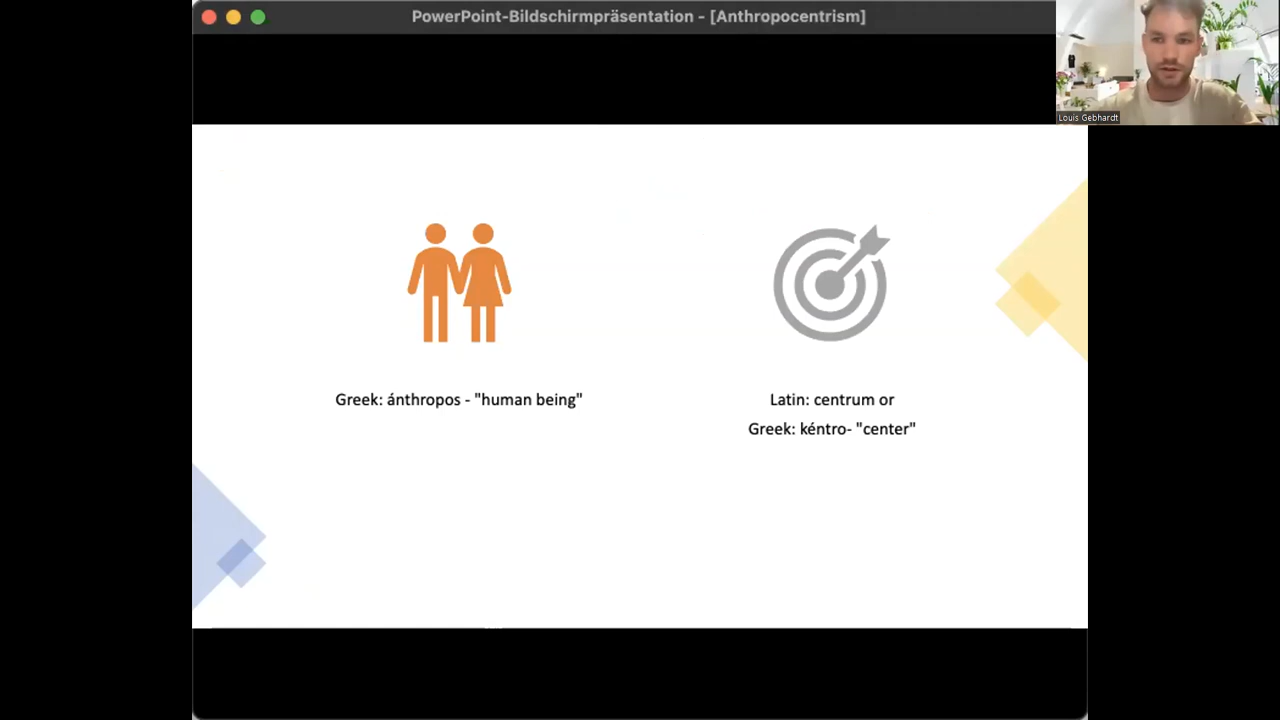 PowerPoint-Bildschirmpräsentation - [Anthropocentrism]
Louis Gebhardt
Greek: ánthropos - "human being"
Latin: centrum or
Greek: kéntro- "center"